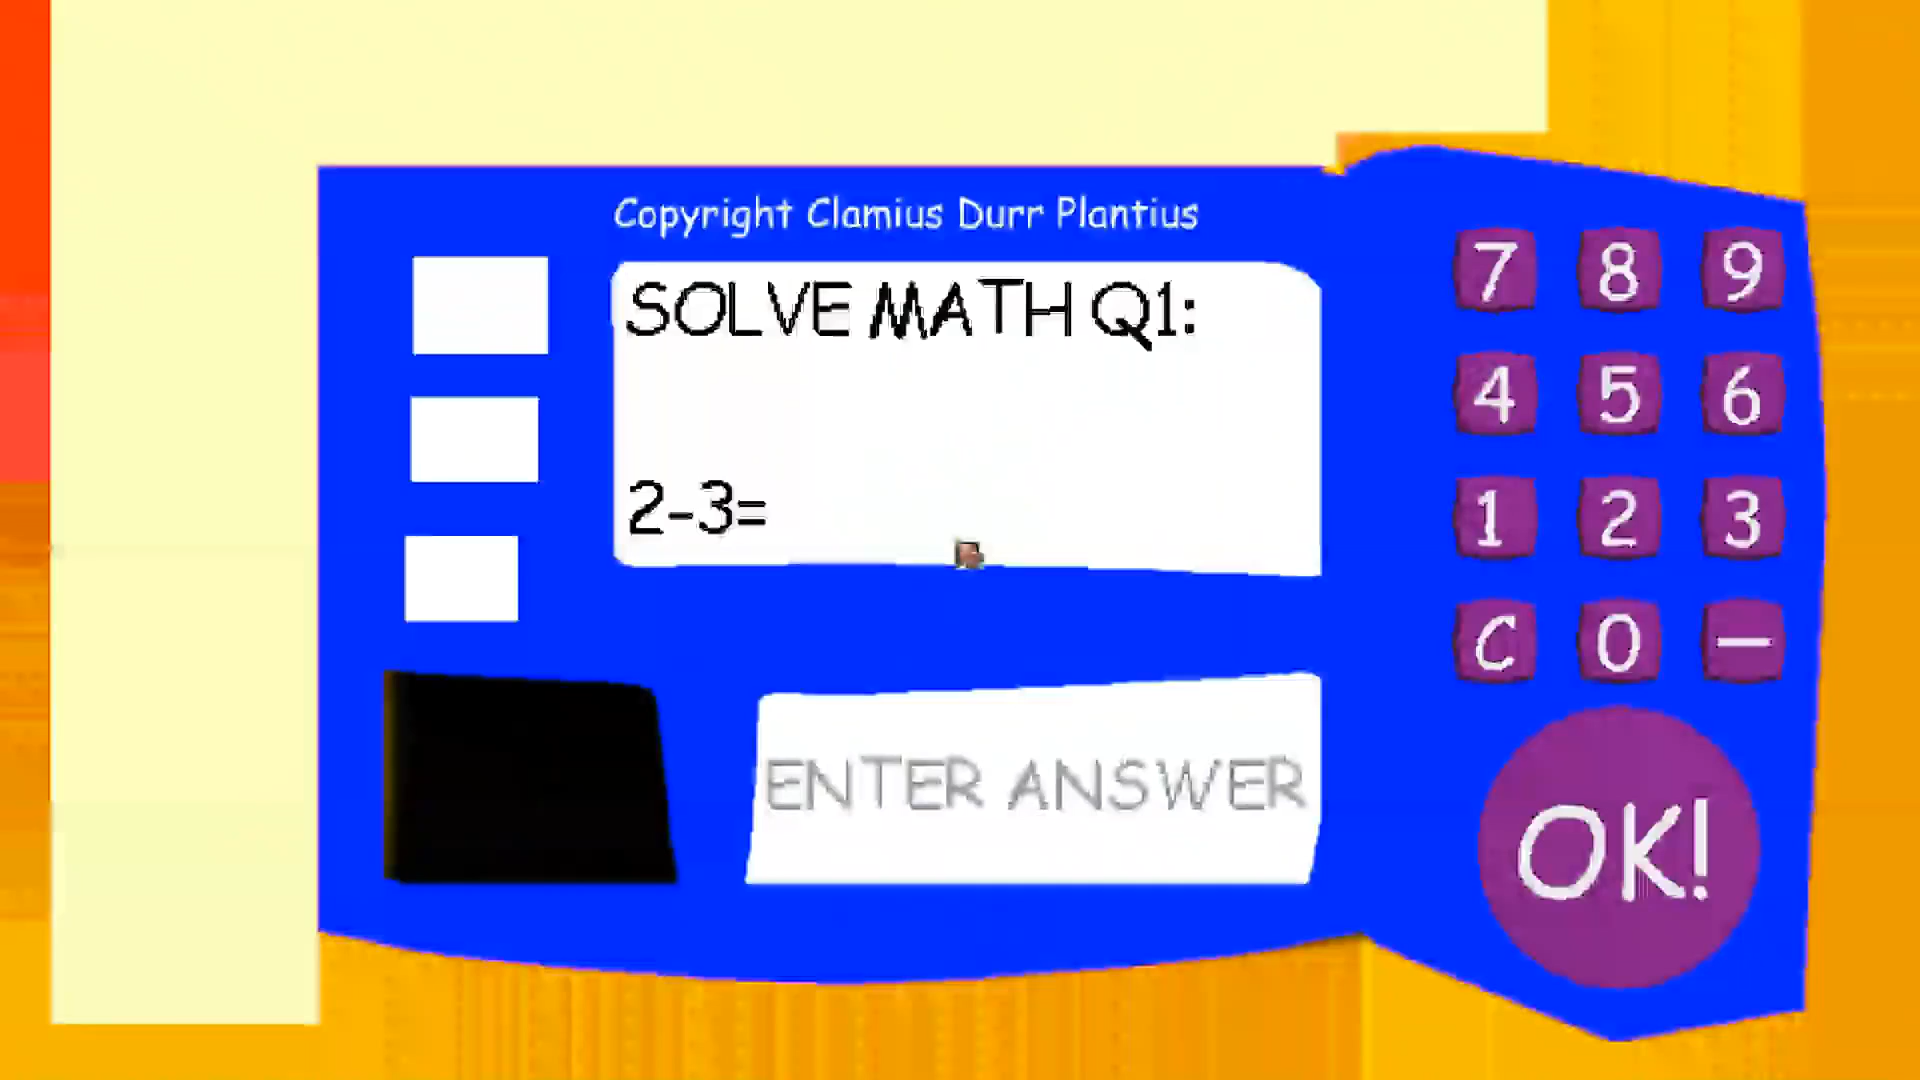 Copyright Clamius Durr Plantius
SOLVE MATH Q1:
2-3=
ENTER ANSWER
7 8 9
4 5 6
1 2 3
C 0 —
OK!